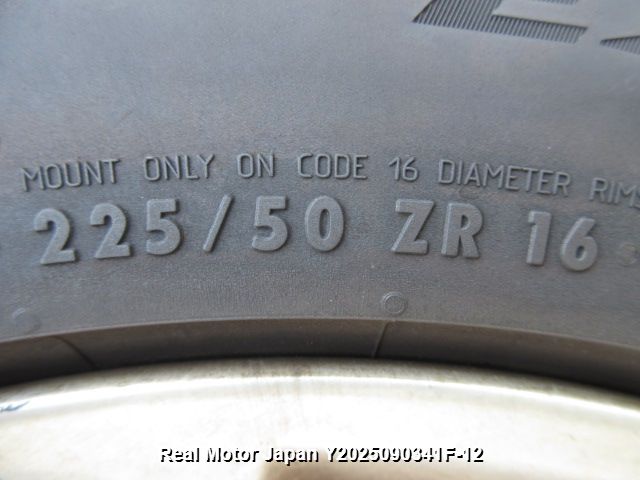 MOUNT ONLY ON CODE 16 DIAMETER RIMS
225/50 ZR 16
Real Motor Japan Y2025090341F-12